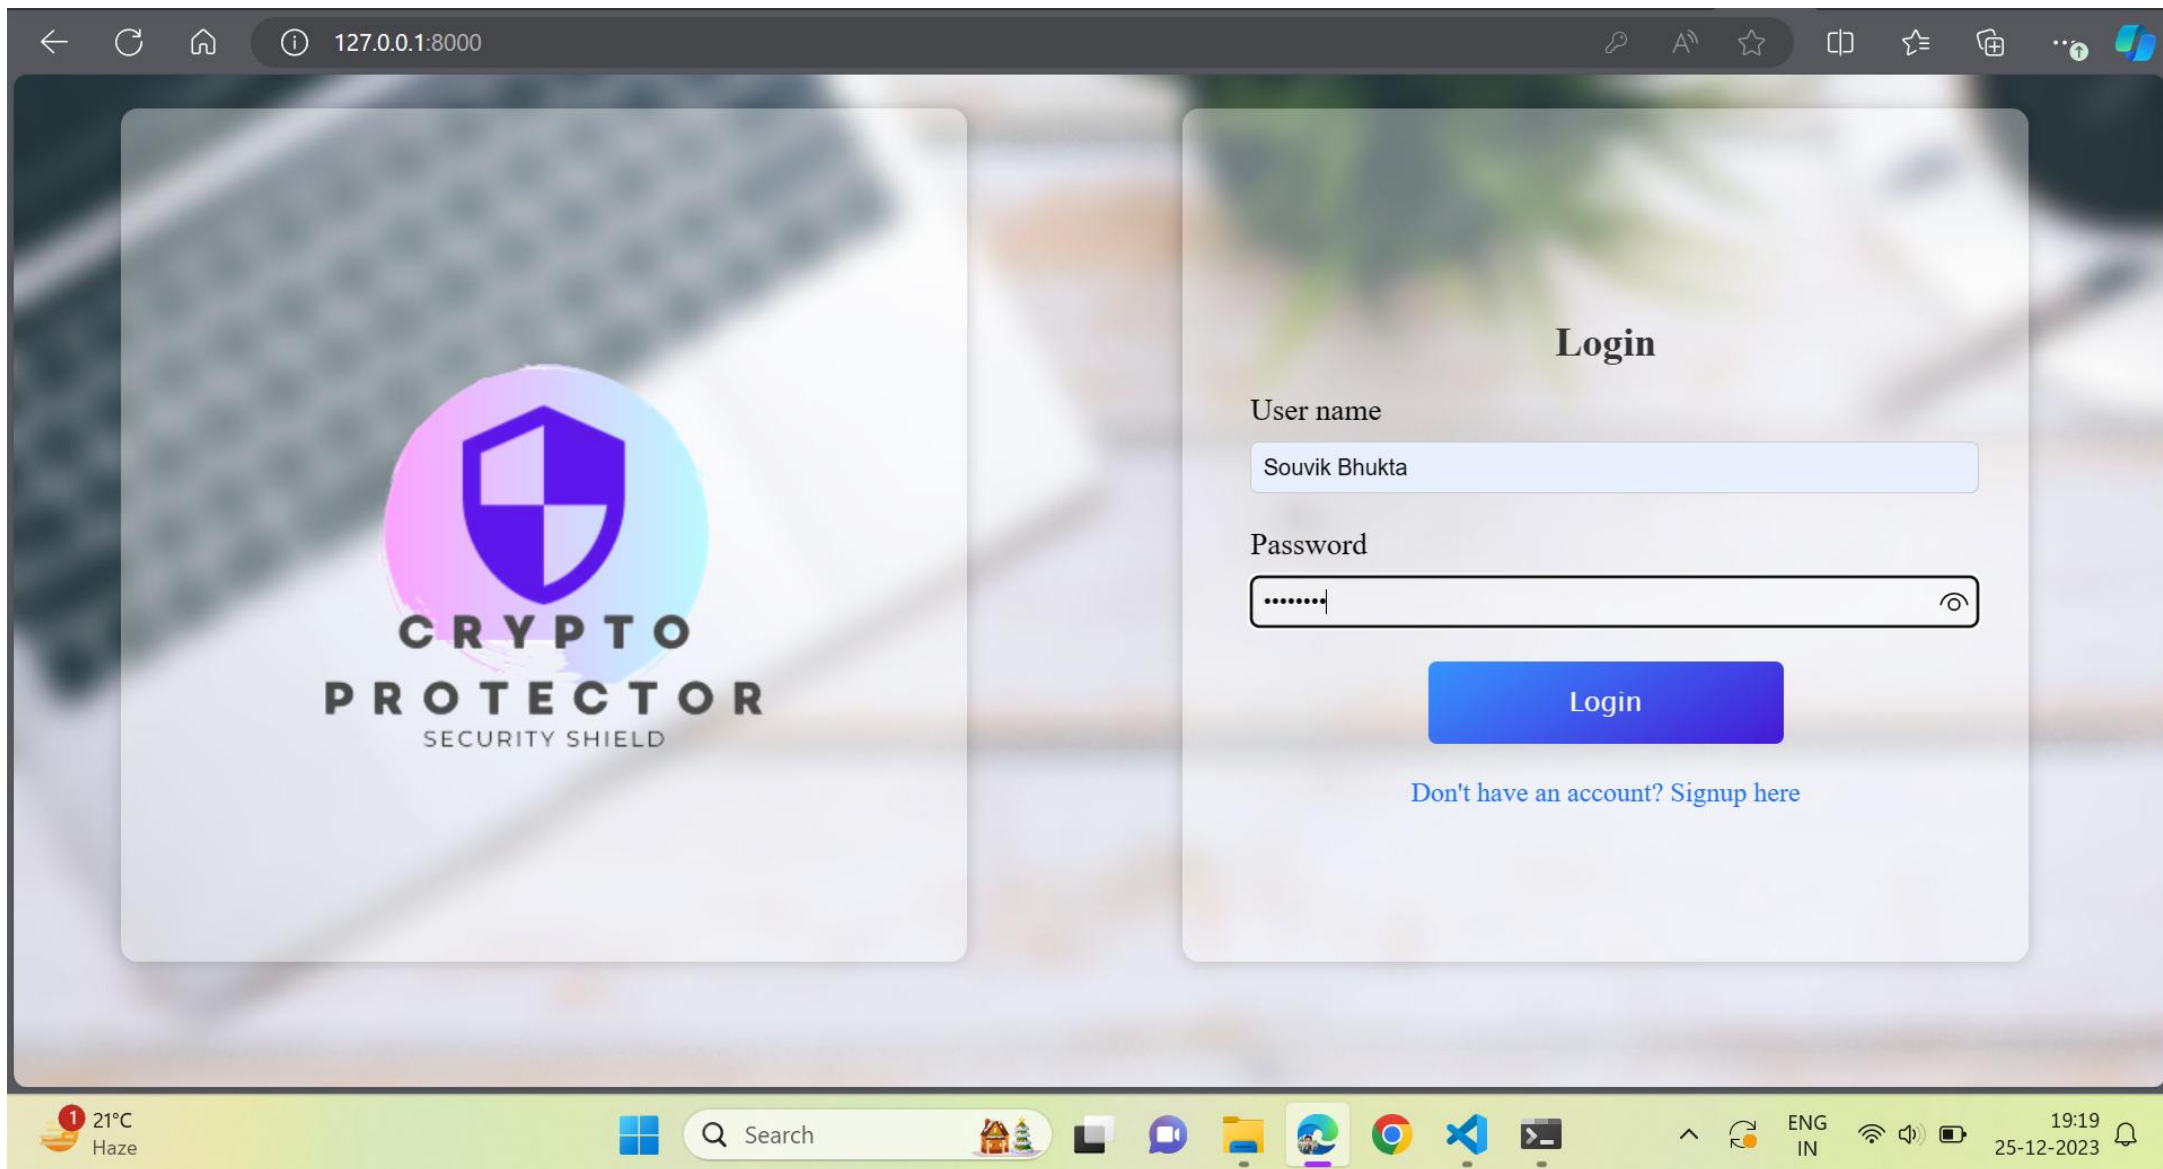 127.0.0.1:8000
CRYPTO
PROTECTOR
SECURITY SHIELD
Login
User name
Souvik Bhukta
Password
••••••••
Login
Don't have an account? Signup here
1
21°C
Haze
Search
ENG
IN
19:19
25-12-2023